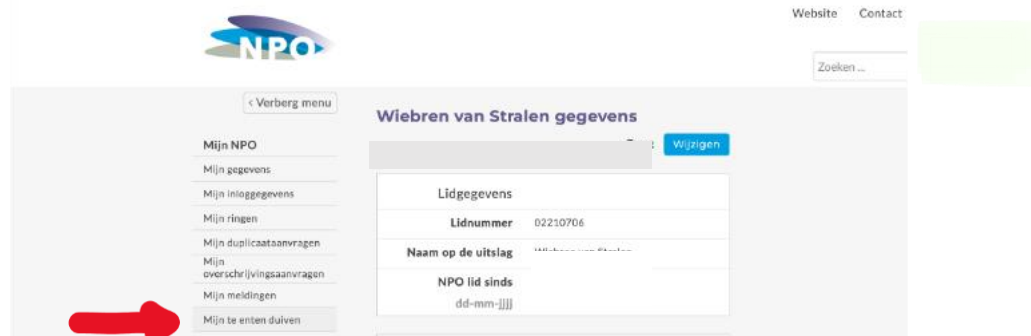 Website Contact
NPO
Zoeken ...
< Verberg menu
Wiebren van Stralen gegevens
Wijzigen
Mijn NPO
Mijn gegevens
Mijn inloggegevens
Mijn ringen
Mijn duplicaataanvragen
Mijn
overschrijvingsaanvragen
Mijn meldingen
Mijn te enten duiven
Lidgegevens
Lidnummer 02210706
Naam op de uitslag
NPO lid sinds
dd-mm-jjjj